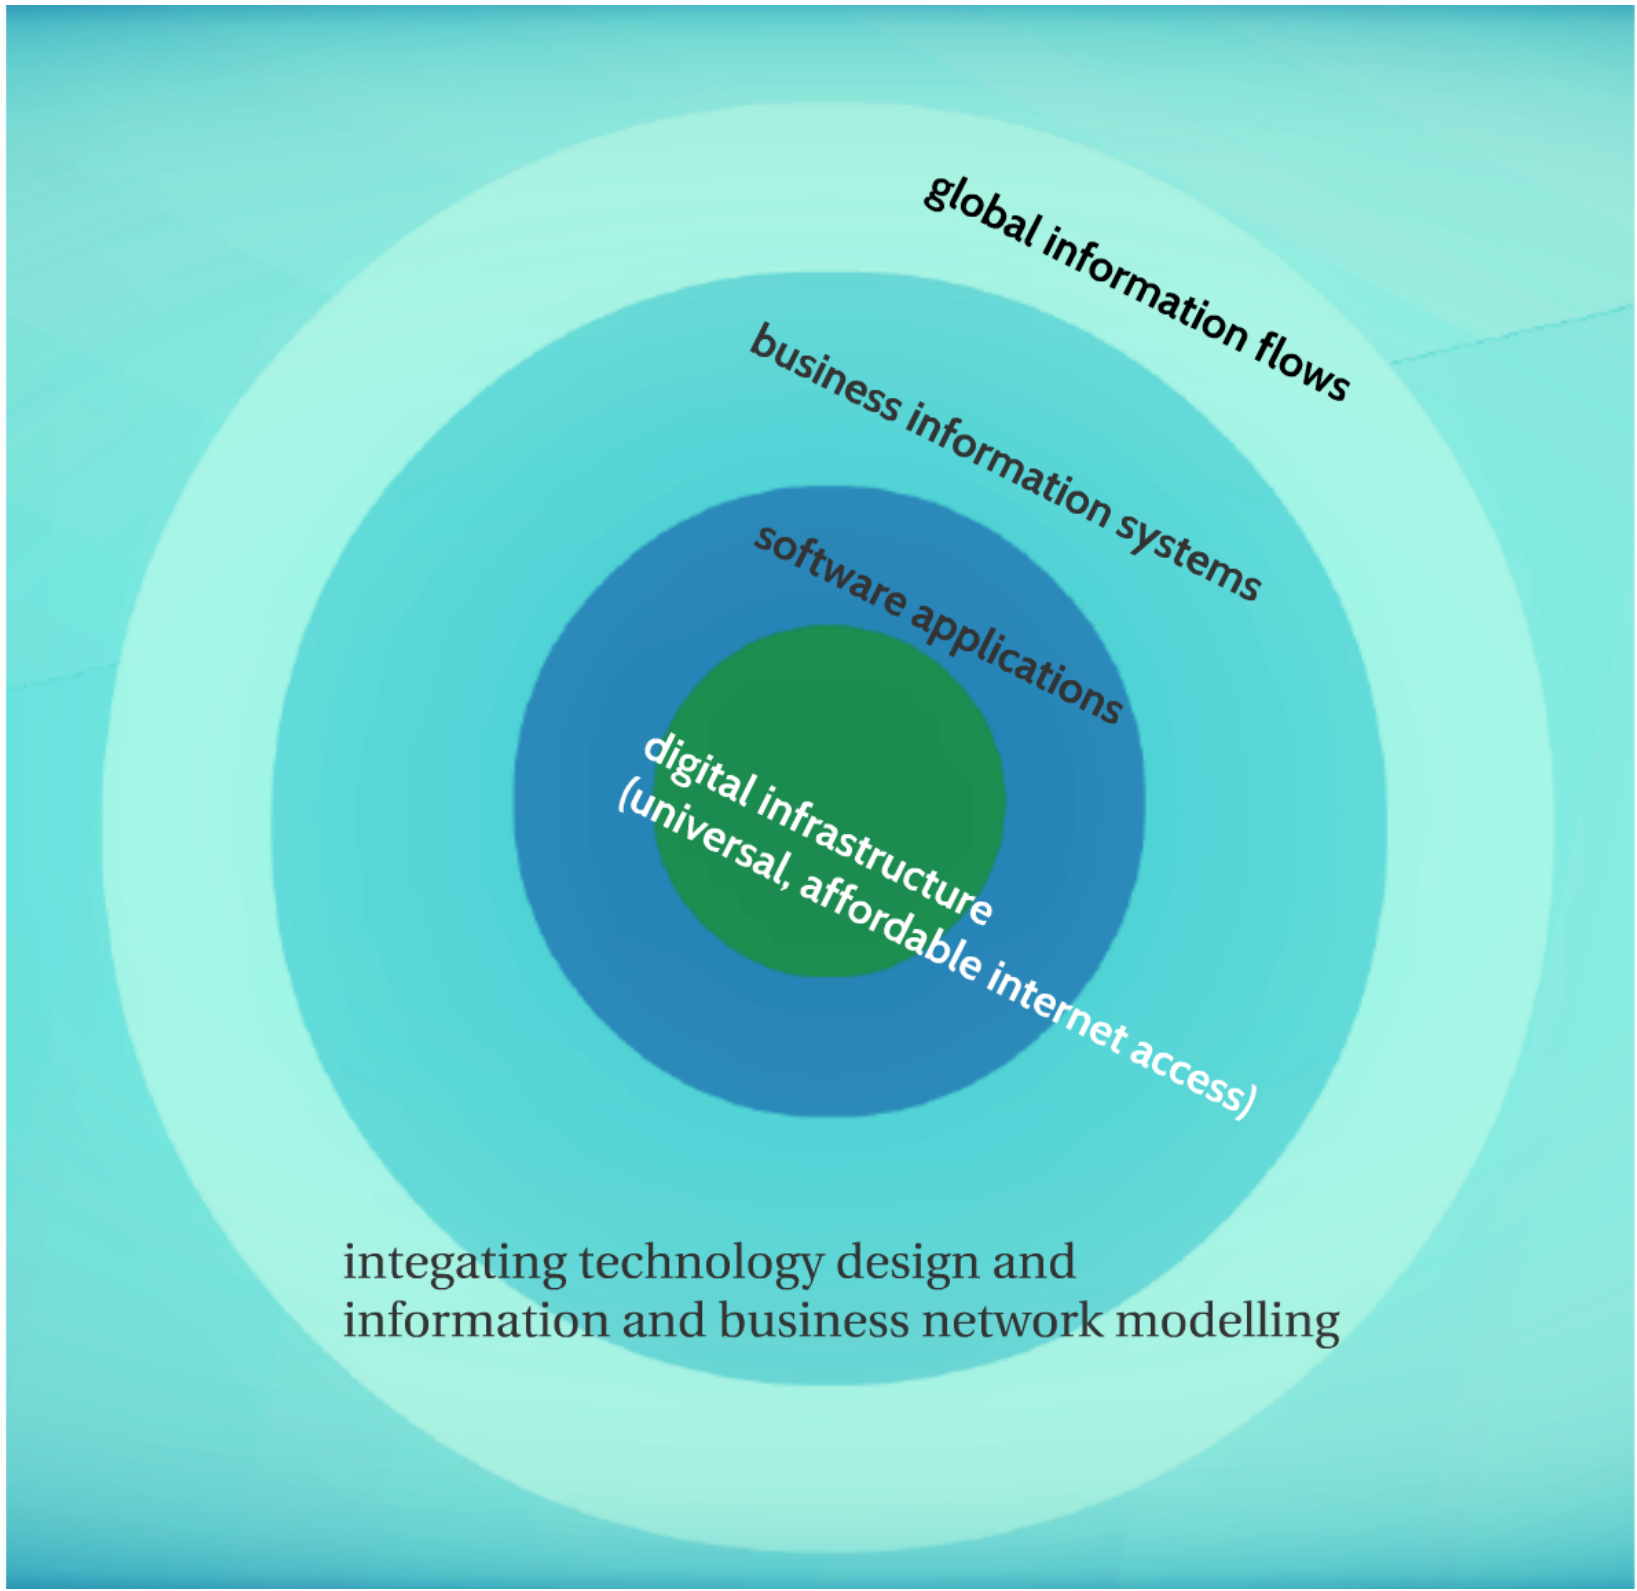 global information flows
business information systems
software applications
digital infrastructure
(universal, affordable internet access)
integating technology design and
information and business network modelling